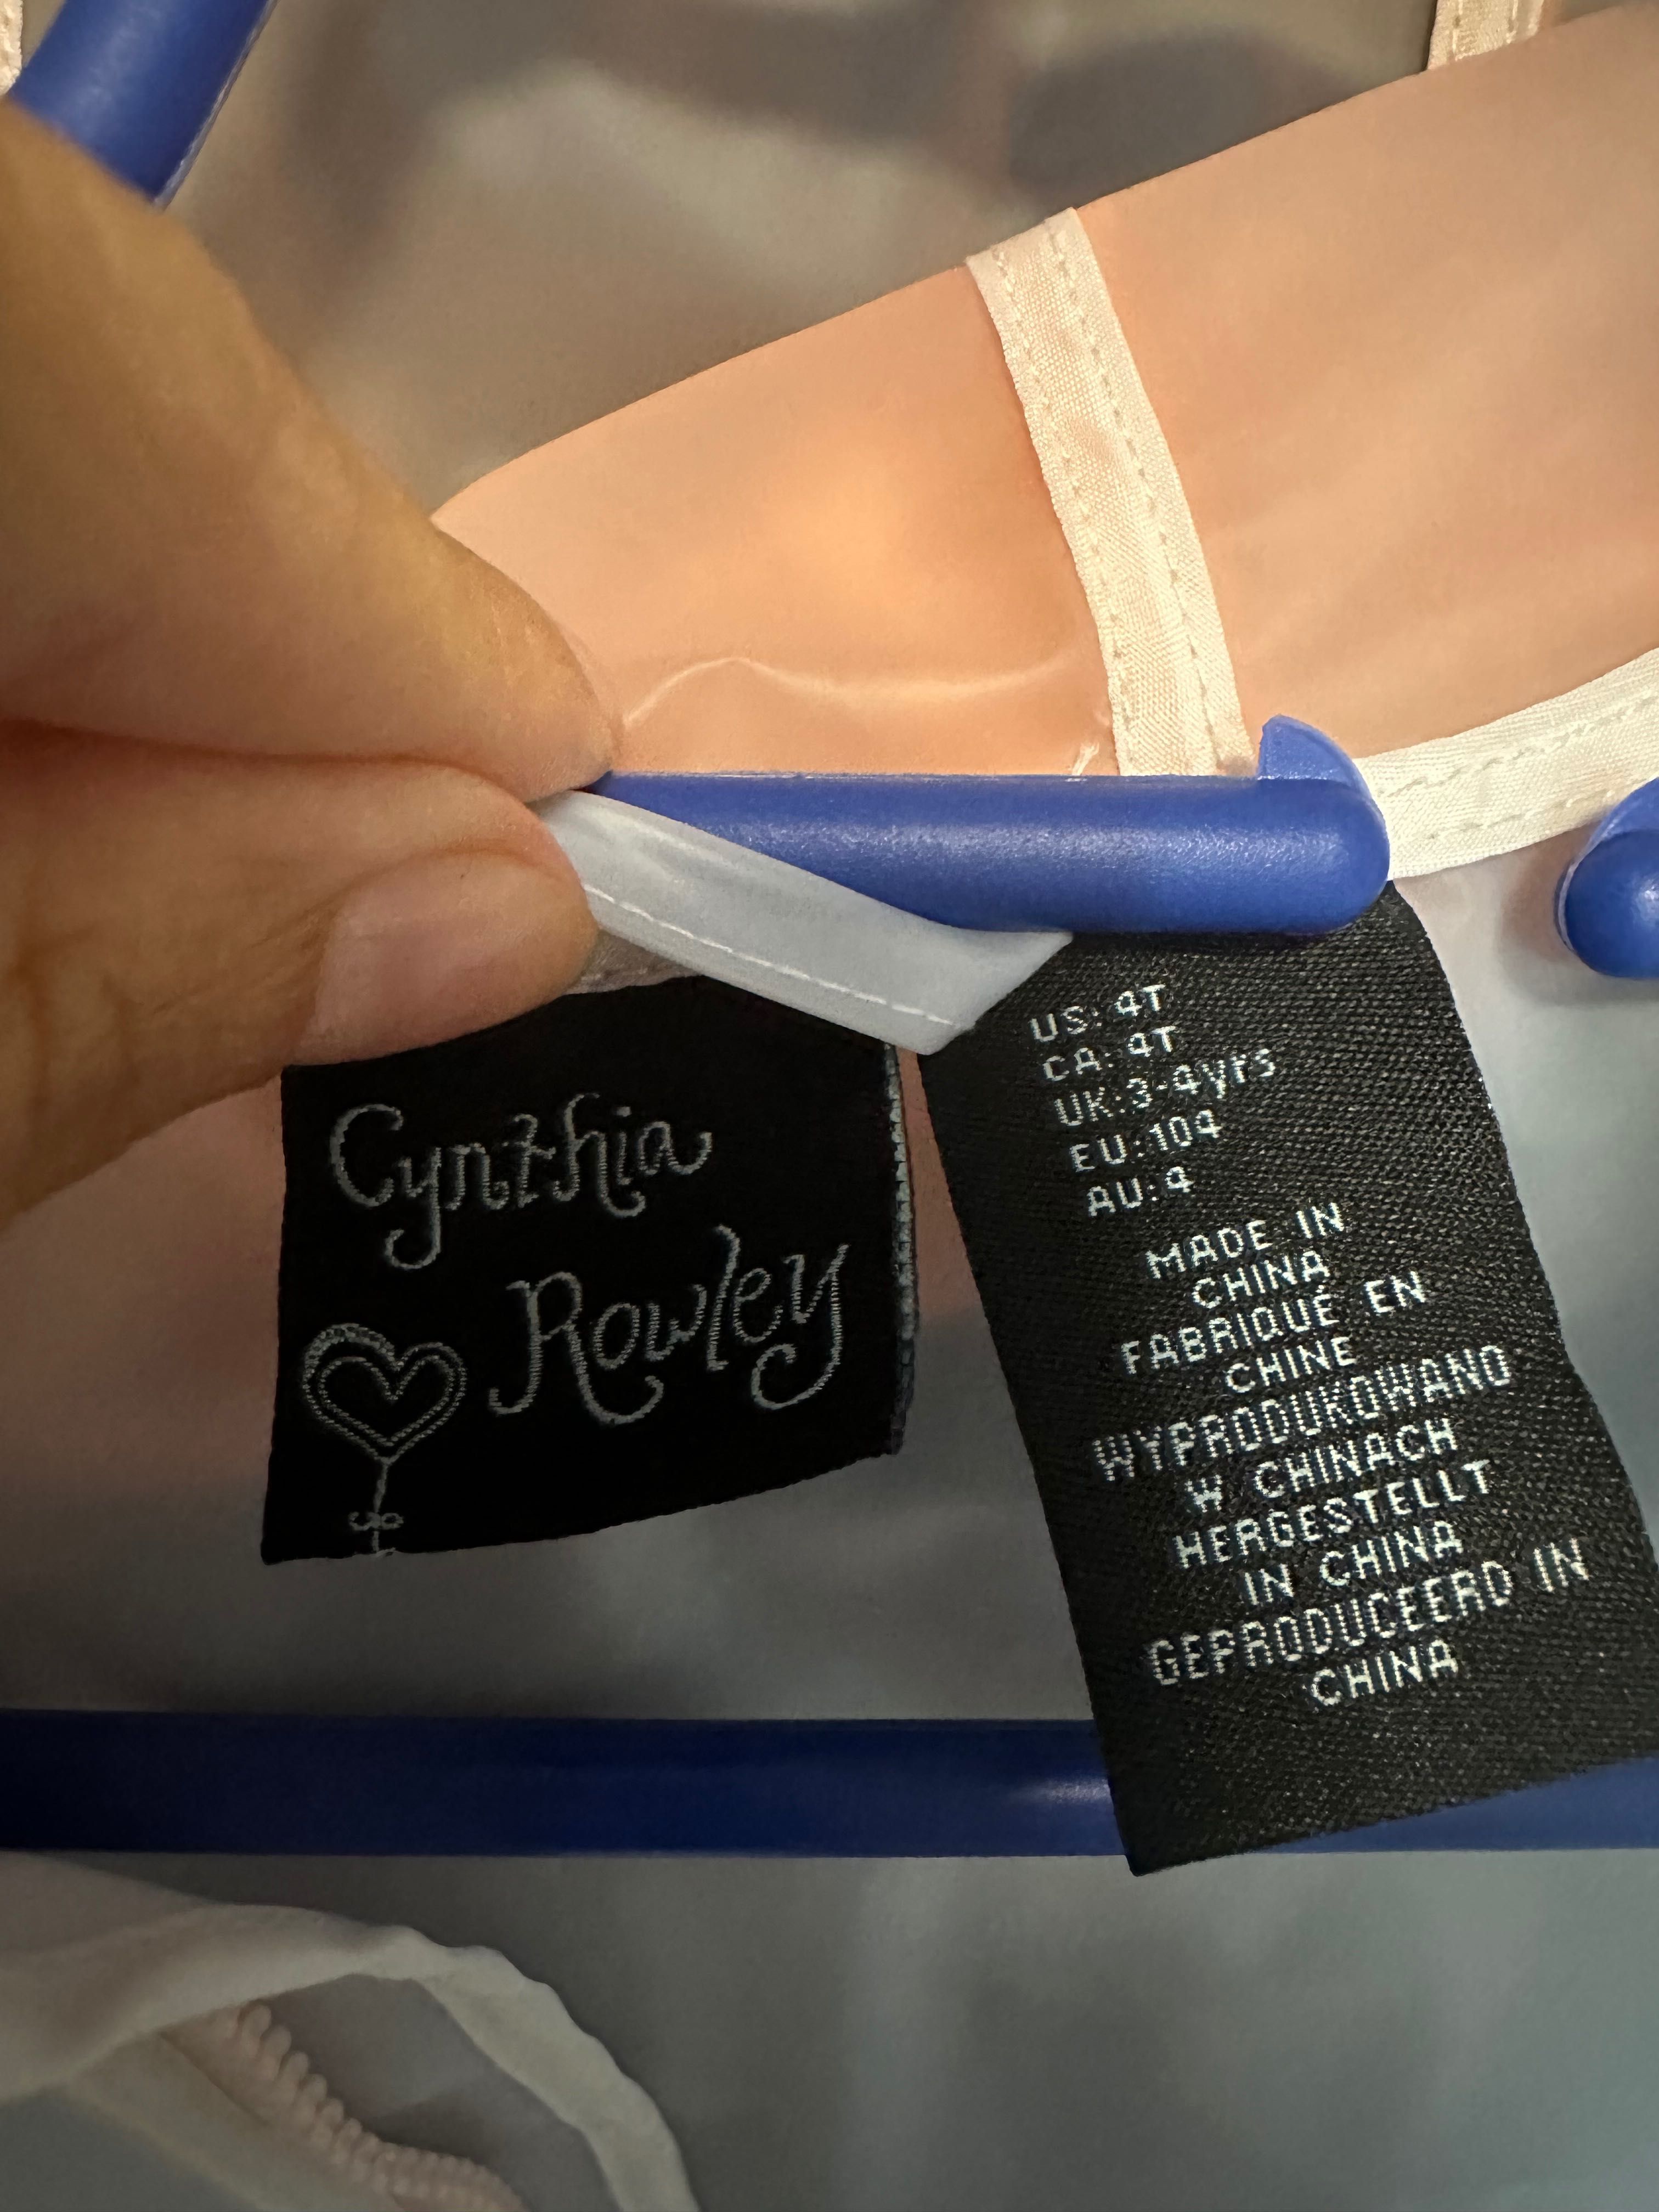 Cynthia
Rowley
US: 4T
CA: 4T
UK:3-4yrs
EU:104
AU:4
MADE IN
CHINA
FABRIQUE EN
CHINE
WYPRODUKOWANO
W CHINACH
HERGESTELLT
IN CHINA
GEPRODUCEERD IN
CHINA